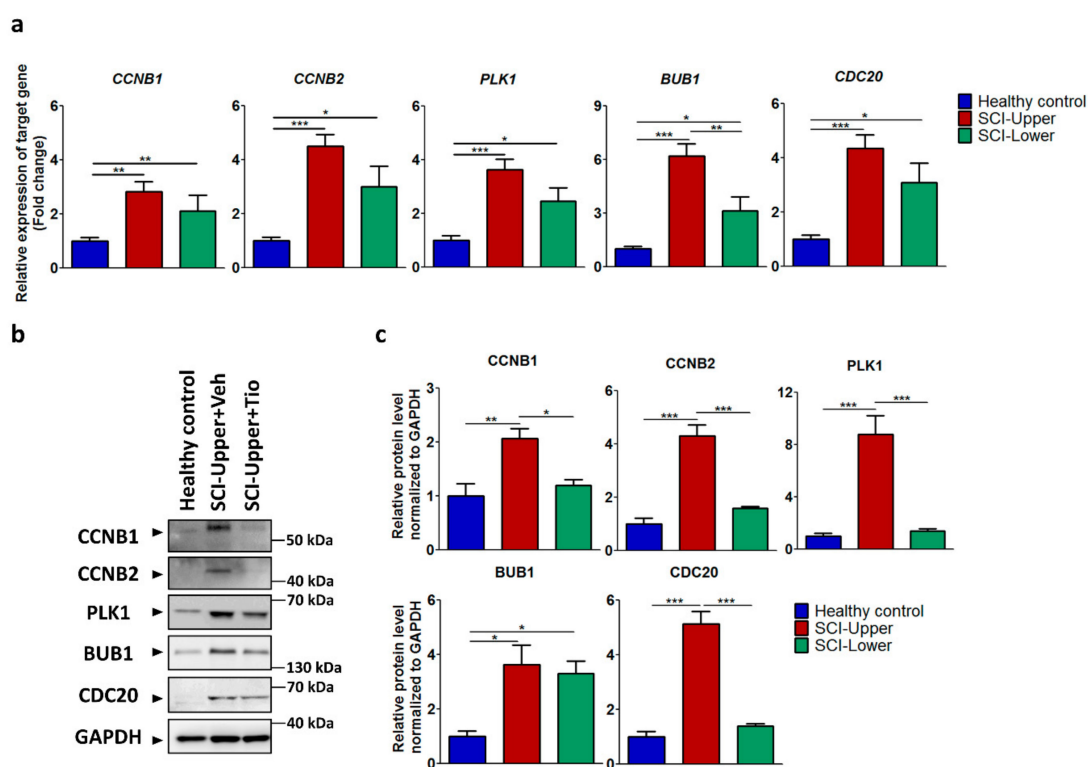 a
CCNB1
CCNB2
PLK1
BUB1
CDC20
Relative expression of target gene
(Fold change)
6
4
2
0
**
**
6
4
2
0
*
***
6
4
2
0
*
***
9
6
3
0
*
***
**
6
4
2
0
*
***
Healthy control
SCI-Upper
SCI-Lower
b
Healthy control
SCI-Upper+Veh
SCI-Upper+Tio
CCNB1
50 kDa
CCNB2
40 kDa
PLK1
70 kDa
BUB1
130 kDa
CDC20
70 kDa
GAPDH
40 kDa
c
CCNB1
CCNB2
PLK1
Relative protein level
normalized to GAPDH
3
2
1
0
**
*
6
4
2
0
***
***
12
8
4
0
***
***
BUB1
CDC20
Relative protein level
normalized to GAPDH
6
4
2
0
*
*
6
4
2
0
***
***
Healthy control
SCI-Upper
SCI-Lower